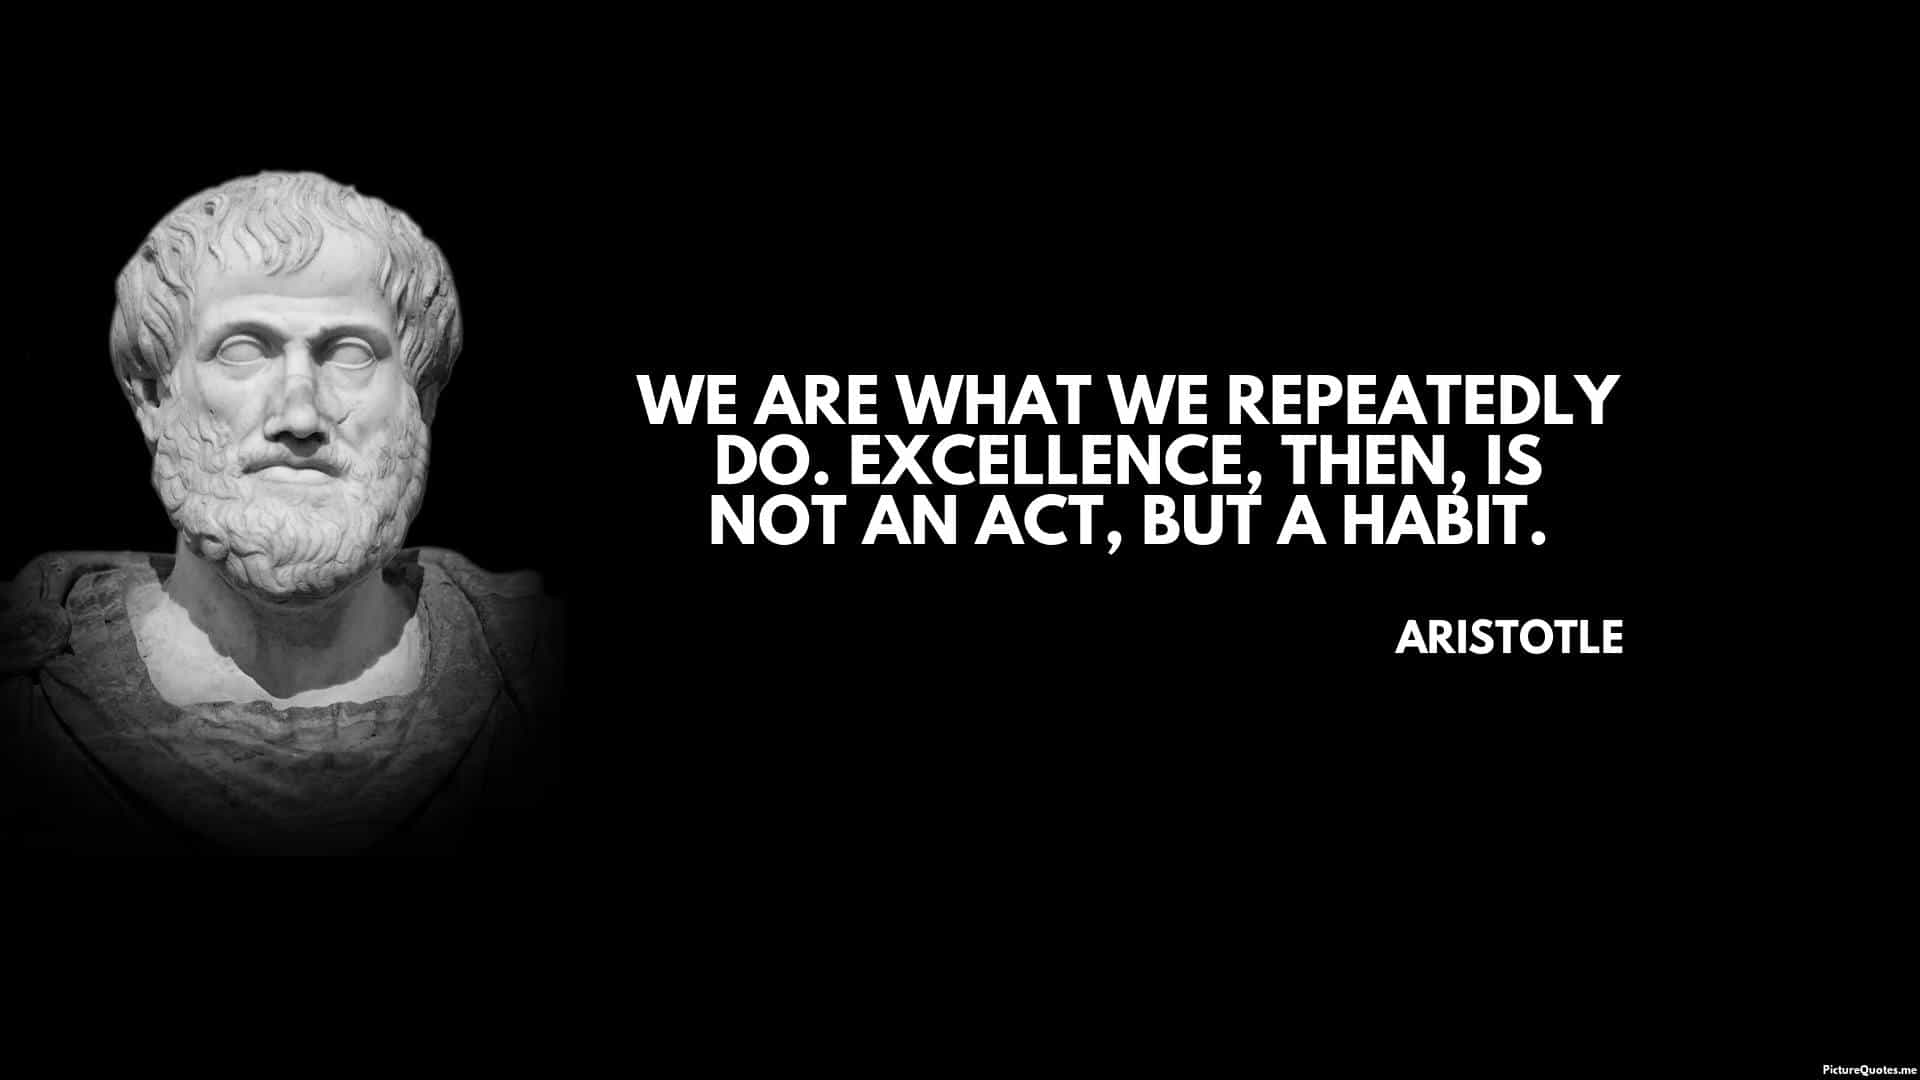 WE ARE WHAT WE REPEATEDLY
DO. EXCELLENCE, THEN, IS
NOT AN ACT, BUT A HABIT.
ARISTOTLE
PictureQuotes.me